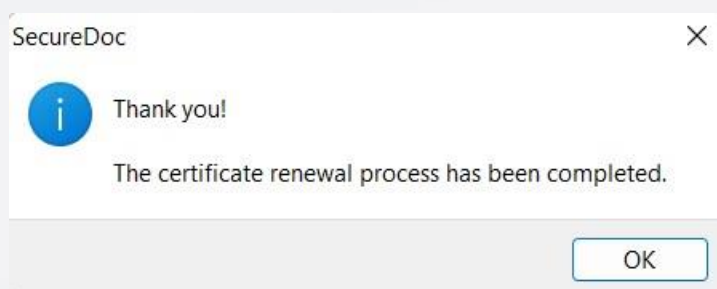 SecureDoc
Thank you!
The certificate renewal process has been completed.
OK